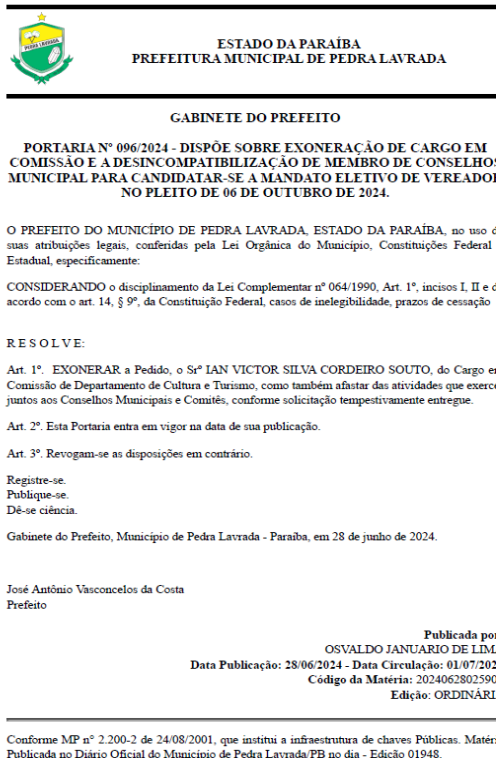 PEDRA LAVRADA
ESTADO DA PARAÍBA
PREFEITURA MUNICIPAL DE PEDRA LAVRADA
GABINETE DO PREFEITO
PORTARIA Nº 096/2024 - DISPÕE SOBRE EXONERAÇÃO DE CARGO EM
COMISSÃO E A DESINCOMPATIBILIZAÇÃO DE MEMBRO DE CONSELHOS
MUNICIPAL PARA CANDIDATAR-SE A MANDATO ELETIVO DE VEREADOR
NO PLEITO DE 06 DE OUTUBRO DE 2024.
O PREFEITO DO MUNICÍPIO DE PEDRA LAVRADA, ESTADO DA PARAÍBA, no uso d
suas atribuições legais, conferidas pela Lei Orgânica do Município, Constituições Federal
Estadual, especificamente:
CONSIDERANDO o disciplinamento da Lei Complementar nº 064/1990, Art. 1º, incisos I, II e d
acordo com o art. 14, § 9º, da Constituição Federal, casos de inelegibilidade, prazos de cessação
R E S O L V E:
Art. 1º. EXONERAR a Pedido, o Srº IAN VICTOR SILVA CORDEIRO SOUTO, do Cargo em
Comissão de Departamento de Cultura e Turismo, como também afastar das atividades que exerce
juntos aos Conselhos Municipais e Comitês, conforme solicitação tempestivamente entregue.
Art. 2º. Esta Portaria entra em vigor na data de sua publicação.
Art. 3º. Revogam-se as disposições em contrário.
Registre-se.
Publique-se.
Dê-se ciência.
Gabinete do Prefeito, Município de Pedra Lavrada - Paraíba, em 28 de junho de 2024.
José Antônio Vasconcelos da Costa
Prefeito
Publicada por
OSVALDO JANUARIO DE LIMA
Data Publicação: 28/06/2024 - Data Circulação: 01/07/202
Código da Matéria: 2024062802590
Edição: ORDINÁRI
Conforme MP nº 2.200-2 de 24/08/2001, que institui a infraestrutura de chaves Públicas. Matér
Publicada no Diário Oficial do Município de Pedra Lavrada/PB no dia - Edição 01948.